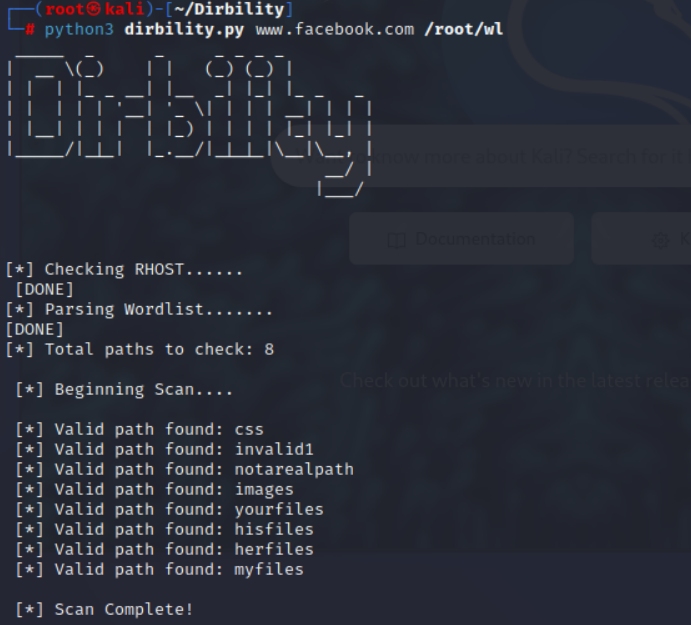 (root㉿kali)-[~/Dirbility]
# python3 dirbility.py www.facebook.com /root/wl
Dirbility
know more about Kali? Search for it
Documentation
[*] Checking RHOST......
[DONE]
[*] Parsing Wordlist.......
[DONE]
[*] Total paths to check: 8
Check out what's new in the latest relea
[*] Beginning Scan....
[*] Valid path found: css
[*] Valid path found: invalid1
[*] Valid path found: notarealpath
[*] Valid path found: images
[*] Valid path found: yourfiles
[*] Valid path found: hisfiles
[*] Valid path found: herfiles
[*] Valid path found: myfiles
[*] Scan Complete!